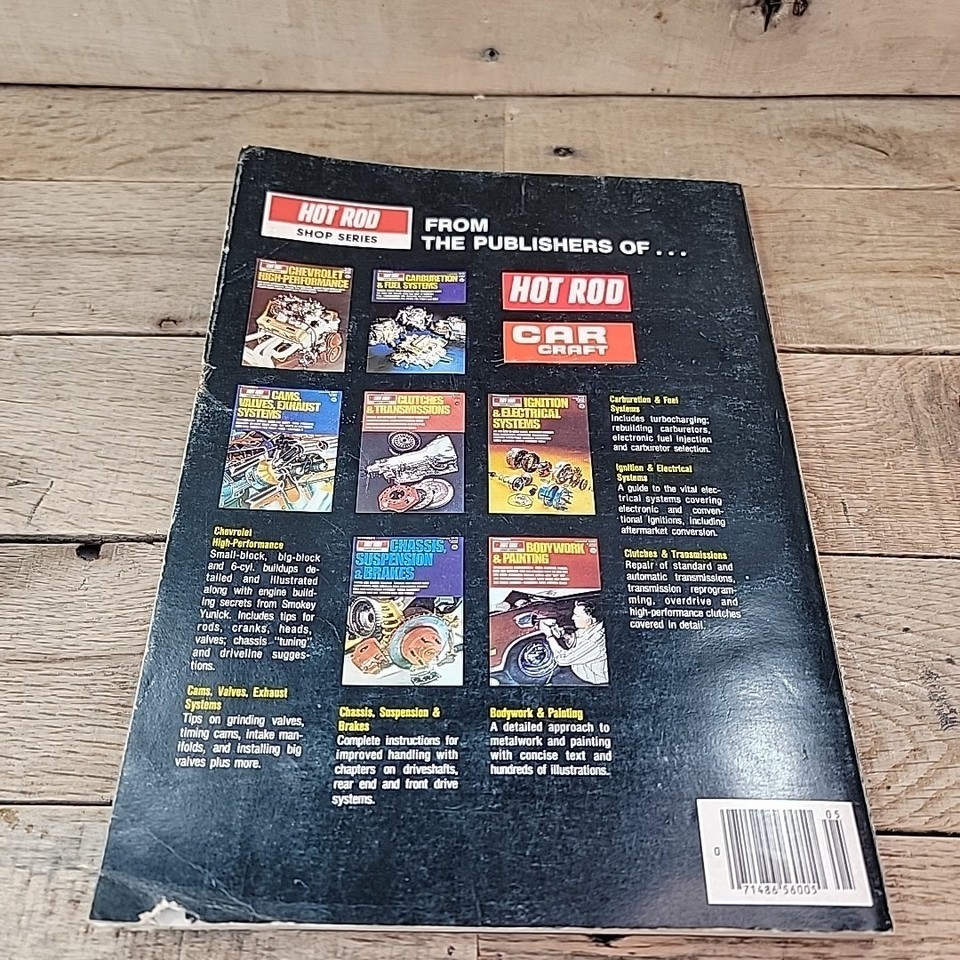 HOT ROD
SHOP SERIES
FROM
THE PUBLISHERS OF . . .
CHEVROLET
HIGH-PERFORMANCE
CARBURETION
& FUEL SYSTEMS
HOT ROD
CAR
CRAFT
CAMS,
VALVES, EXHAUST
SYSTEMS
CLUTCHES
& TRANSMISSIONS
IGNITION
& ELECTRICAL
SYSTEMS
Carburetion & Fuel
Systems
Includes turbocharging;
rebuilding carburetors,
electronic fuel injection
and carburetor selection.
Ignition & Electrical
Systems
A guide to the vital elec-
trical systems covering
electronic and conven-
tional ignitions, including
aftermarket conversion.
Clutches & Transmissions
Repair of standard and
automatic transmissions,
transmission reprogram-
ming, overdrive and
high-performance clutches
covered in detail.
Chevrolet
High-Performance
Small-block, big-block
and 6-cyl. buildups de-
tailed and illustrated
along with engine build-
ing secrets from Smokey
Yunick. Includes tips for
rods, cranks, heads,
valves; chassis "tuning"
and driveline sugges-
tions.
CHASSIS,
SUSPENSION
& BRAKES
BODYWORK
& PAINTING
Cams, Valves, Exhaust
Systems
Tips on grinding valves,
timing cams, intake man-
ifolds, and installing big
valves plus more.
Chassis, Suspension &
Brakes
Complete instructions for
improved handling with
chapters on driveshafts,
rear end and front drive
systems.
Bodywork & Painting
A detailed approach to
metalwork and painting
with concise text and
hundreds of illustrations.
05
0
71486 56005